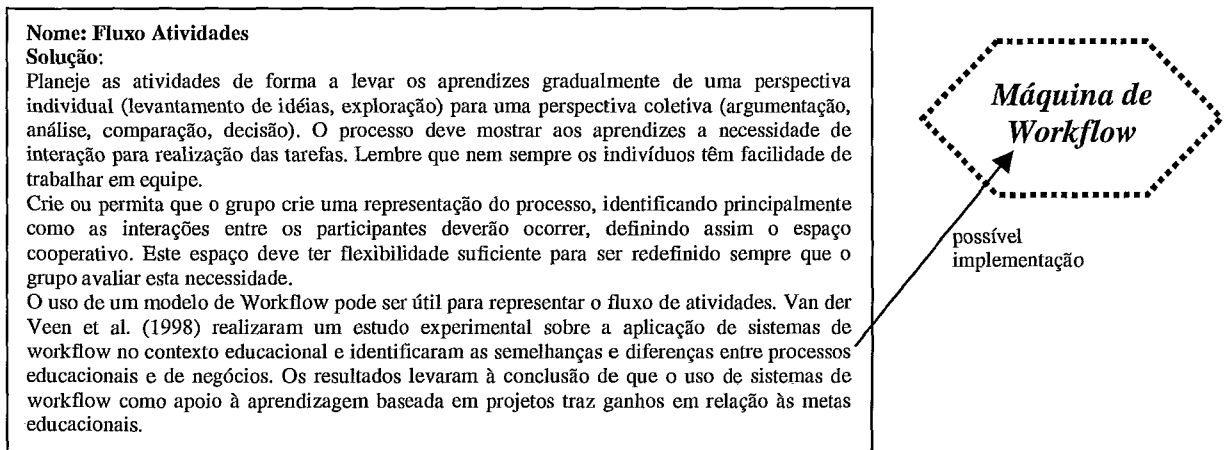 Nome: Fluxo Atividades
Solução:
Planeje as atividades de forma a levar os aprendizes gradualmente de uma perspectiva
individual (levantamento de idéias, exploração) para uma perspectiva coletiva (argumentação,
análise, comparação, decisão). O processo deve mostrar aos aprendizes a necessidade de
interação para realização das tarefas. Lembre que nem sempre os indivíduos têm facilidade de
trabalhar em equipe.
Crie ou permita que o grupo crie uma representação do processo, identificando principalmente
como as interações entre os participantes deverão ocorrer, definindo assim o espaço
cooperativo. Este espaço deve ter flexibilidade suficiente para ser redefinido sempre que o
grupo avaliar esta necessidade.
O uso de um modelo de Workflow pode ser útil para representar o fluxo de atividades. Van der
Veen et al. (1998) realizaram um estudo experimental sobre a aplicação de sistemas de
workflow no contexto educacional e identificaram as semelhanças e diferenças entre processos
educacionais e de negócios. Os resultados levaram à conclusão de que o uso de sistemas de
workflow como apoio à aprendizagem baseada em projetos traz ganhos em relação às metas
educacionais.
Máquina de
Workflow
possível
implementação